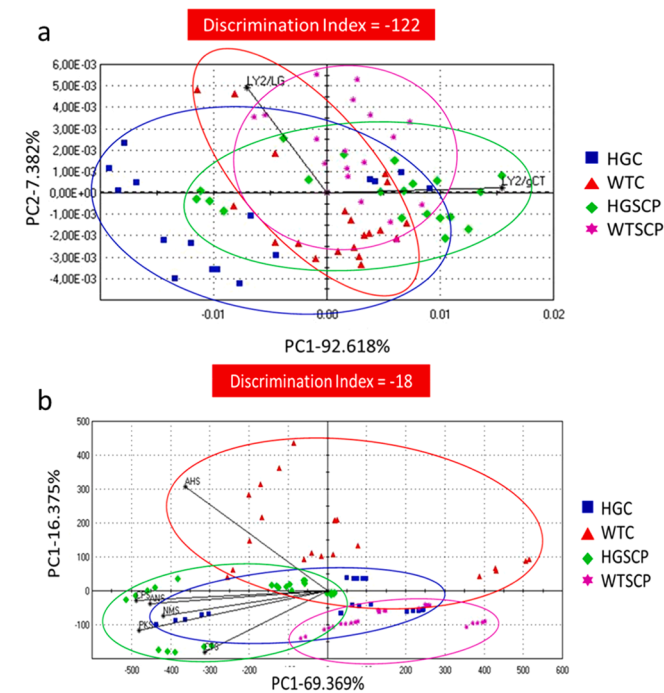 Discrimination Index = -122
a
6,00E-03
5,00E-03
4,00E-03
3,00E-03
2,00E-03
1,00E-03
0,00E+00
-1,00E-03
-2,00E-03
-3,00E-03
-4,00E-03
PC2-7.382%
LY2/LG
LY2/gCT
-0.01
0.00
0.01
0.02
PC1-92.618%
HGC
WTC
HGSCP
WTSCP
Discrimination Index = -18
b
500
400
300
200
100
0
-100
PC1-16.375%
AHS
ANS
NMS
PKS
-500
-400
-300
-200
-100
0
100
200
300
400
500
600
PC1-69.369%
HGC
WTC
HGSCP
WTSCP